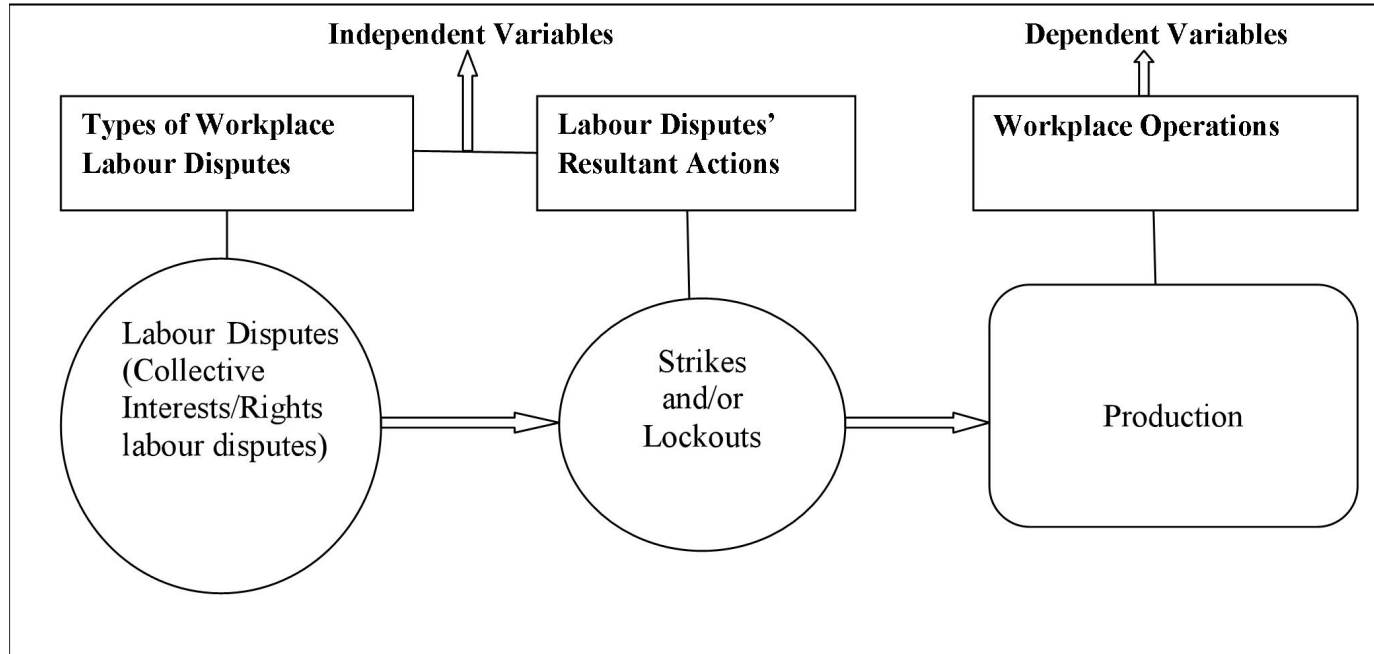 Independent Variables
Dependent Variables
Types of Workplace
Labour Disputes
Labour Disputes’
Resultant Actions
Workplace Operations
Labour Disputes
(Collective
Interests/Rights
labour disputes)
Strikes
and/or
Lockouts
Production